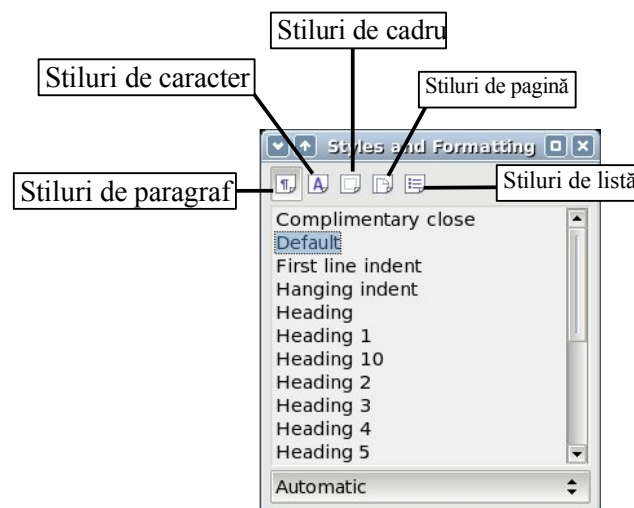 Stiluri de cadru
Stiluri de caracter
Stiluri de pagină
Styles and Formatting
Stiluri de paragraf
Stiluri de listă
Complimentary close
Default
First line indent
Hanging indent
Heading
Heading 1
Heading 10
Heading 2
Heading 3
Heading 4
Heading 5
Automatic